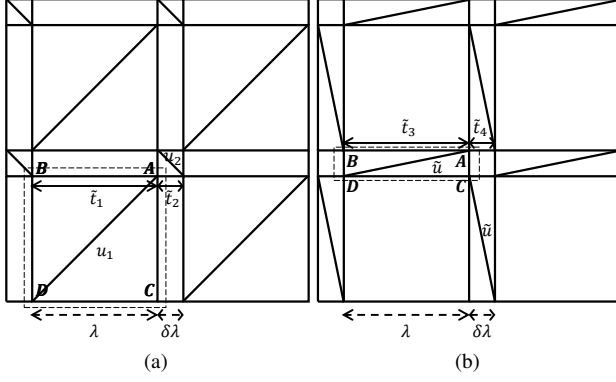 u₂
B A
t̃₁ t̃₂
u₁
D C
λ δλ
(a)
t̃₃ t̃₄
B A
ũ
D C
ũ
λ δλ
(b)